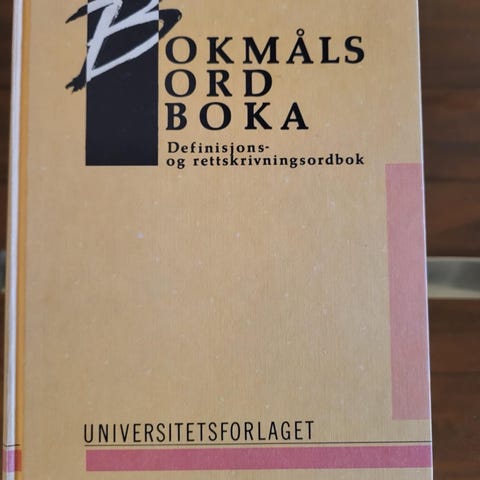 BOKMÅLS
ORD
BOKA
Definisjons-
og rettskrivningsordbok
UNIVERSITETSFORLAGET